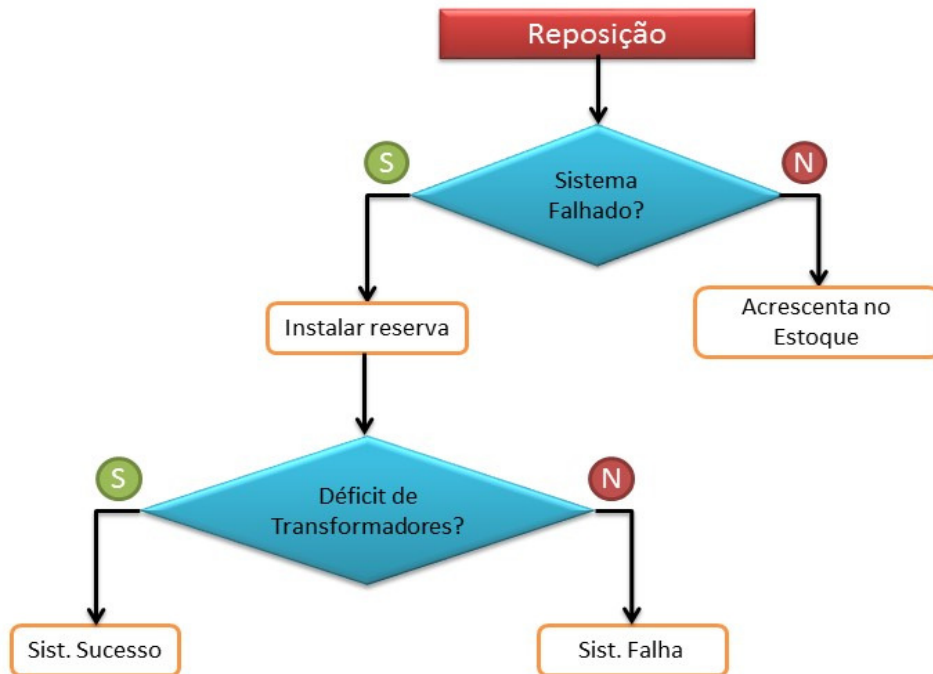 Reposição
S
N
Sistema
Falhado?
Instalar reserva
Acrescenta no
Estoque
S
N
Déficit de
Transformadores?
Sist. Sucesso
Sist. Falha